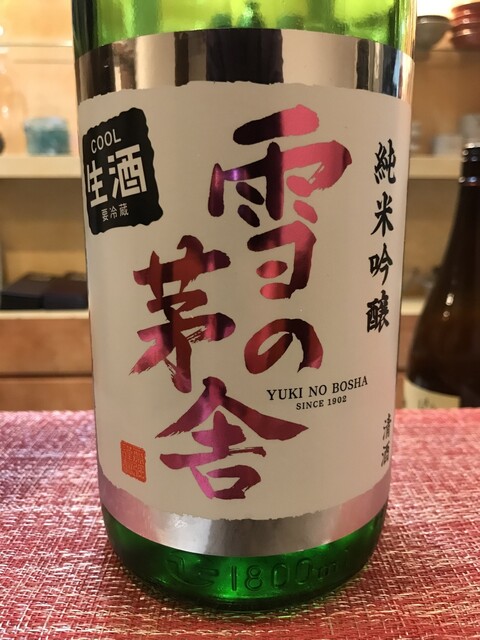 純米吟醸
雪の
茅舎
YUKI NO BOSHA
SINCE 1902
清酒
COOL
生酒
要冷蔵
1800m